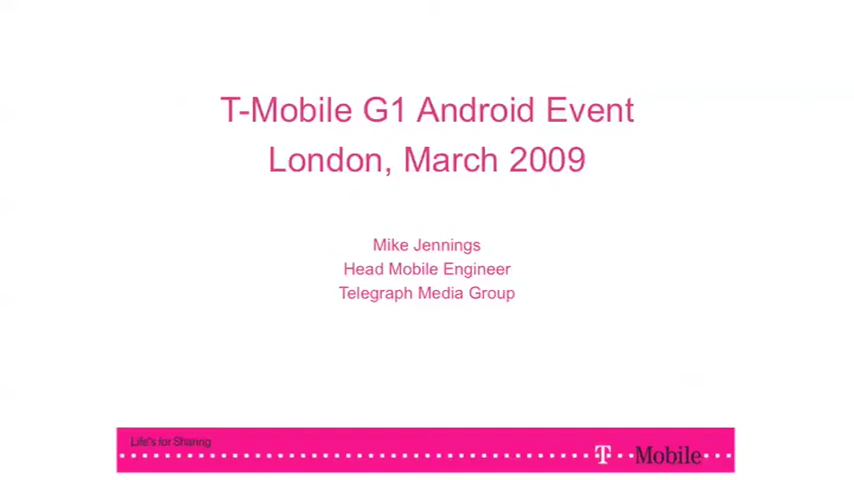 T-Mobile G1 Android Event
London, March 2009
Mike Jennings
Head Mobile Engineer
Telegraph Media Group
Life's for Sharing
T Mobile